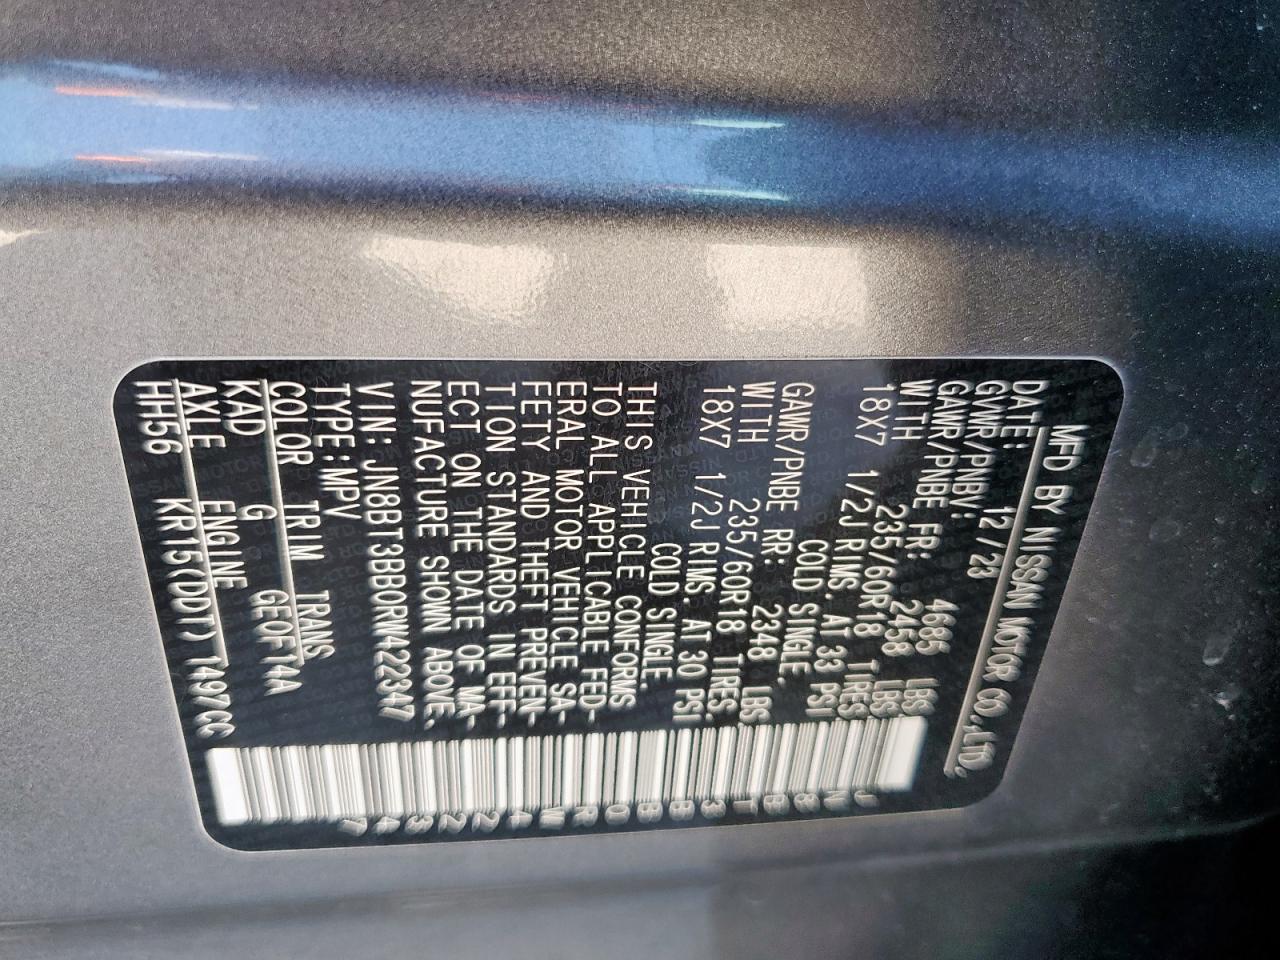 MFD BY NISSAN MOTOR CO.,LTD.
DATE: 12/23
GVWR/PNBV: 4685 LBS
GAWR/PNBE FR: 2458 LBS
WITH 235/60R18 TIRES,
18X7 1/2J RIMS, AT 33 PSI
COLD SINGLE.
GAWR/PNBE RR: 2348 LBS
WITH 235/60R18 TIRES,
18X7 1/2J RIMS, AT 30 PSI
COLD SINGLE.
THIS VEHICLE CONFORMS
TO ALL APPLICABLE FED-
ERAL MOTOR VEHICLE SA-
FETY AND THEFT PREVEN-
TION STANDARDS IN EFF-
ECT ON THE DATE OF MA-
NUFACTURE SHOWN ABOVE.
VIN: JN8BT3BB0RW422347
TYPE:MPV
COLOR TRIM TRANS
KAD G GE0F14A
AXLE ENGINE
HH56 KR15(DDT) 1497CC
JN8BT3BB0RW422347